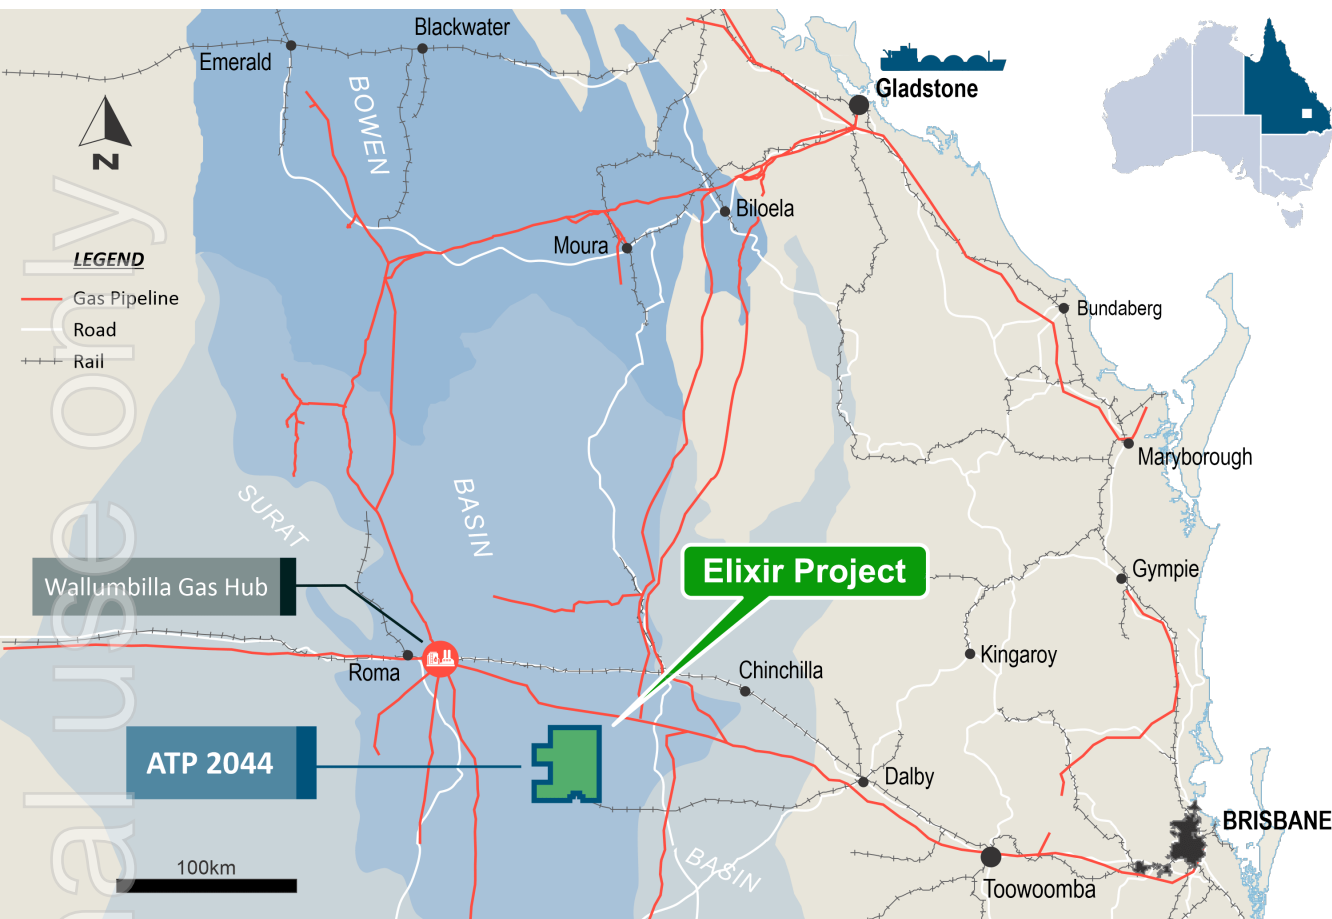 Blackwater
Emerald
Gladstone
BOWEN
N
Biloela
Moura
LEGEND
Gas Pipeline
Road
Rail
Bundaberg
Maryborough
SURAT
BASIN
Elixir Project
Wallumbilla Gas Hub
Gympie
Kingaroy
Roma
Chinchilla
ATP 2044
Dalby
BRISBANE
100km
BASIN
Toowoomba
nal use only